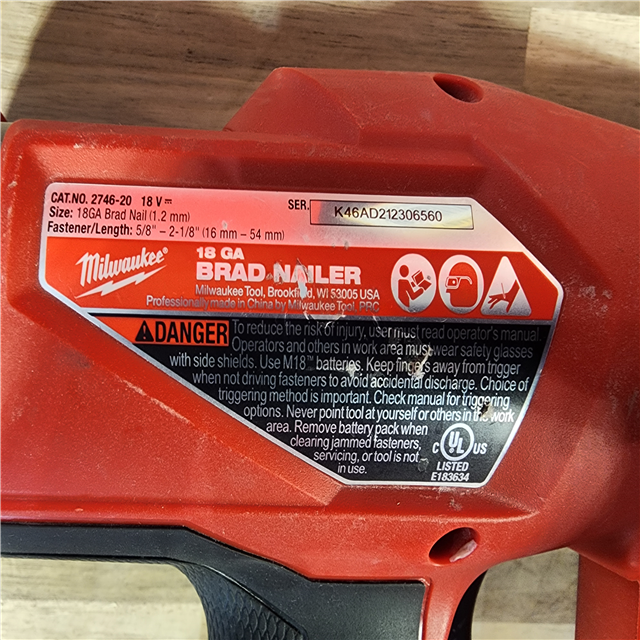 CAT.NO. 2746-20 18 V⎓
SER. K46AD212306560
Size: 18GA Brad Nail (1.2 mm)
Fastener/Length: 5/8" – 2-1/8" (16 mm – 54 mm)
Milwaukee®
18 GA
BRAD NAILER
Milwaukee Tool, Brookfield, WI 53005 USA
Professionally made in China by Milwaukee Tool, PRC
DANGER To reduce the risk of injury, user must read operator's manual.
Operators and others in work area must wear safety glasses
with side shields. Use M18™ batteries. Keep fingers away from trigger
when not driving fasteners to avoid accidental discharge. Choice of
triggering method is important. Check manual for triggering
options. Never point tool at yourself or others in the work
area. Remove battery pack when
clearing jammed fasteners,
servicing, or tool is not
in use.
C UL US
LISTED
E183634